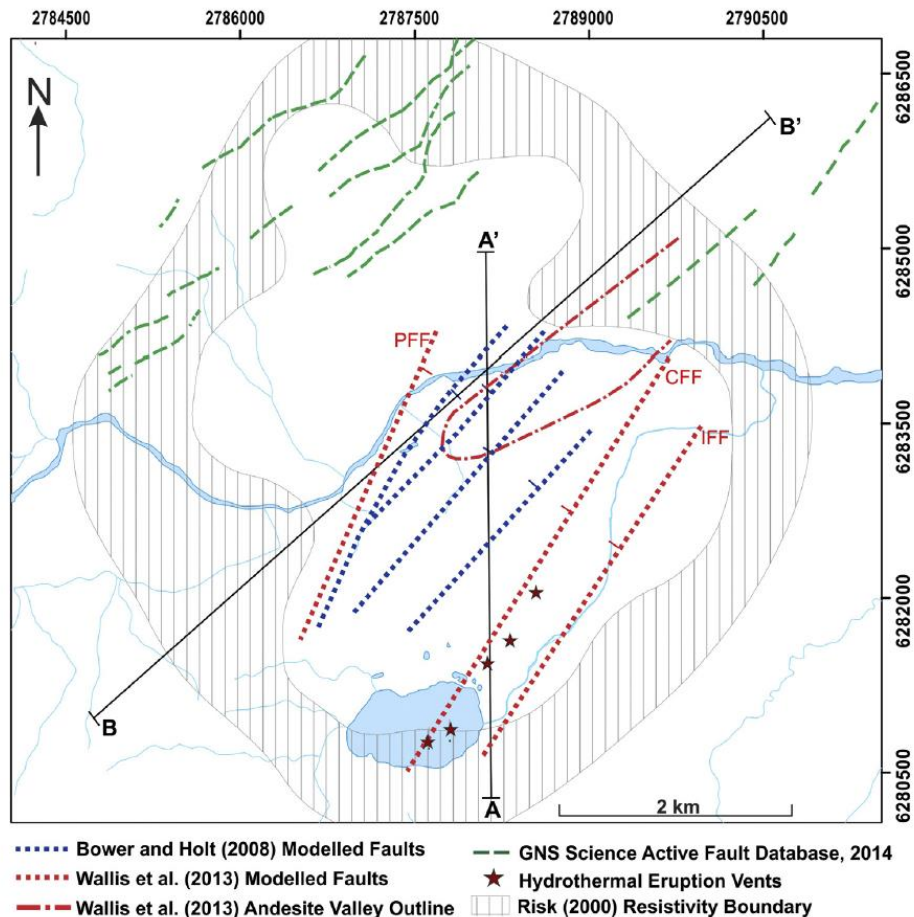 2784500 2786000 2787500 2789000 2790500
6286500
N
B'
A'
6285000
PFF
CFF
6283500
IFF
6282000
B
6280500
A
2 km
Bower and Holt (2008) Modelled Faults
Wallis et al. (2013) Modelled Faults
Wallis et al. (2013) Andesite Valley Outline
GNS Science Active Fault Database, 2014
Hydrothermal Eruption Vents
Risk (2000) Resistivity Boundary